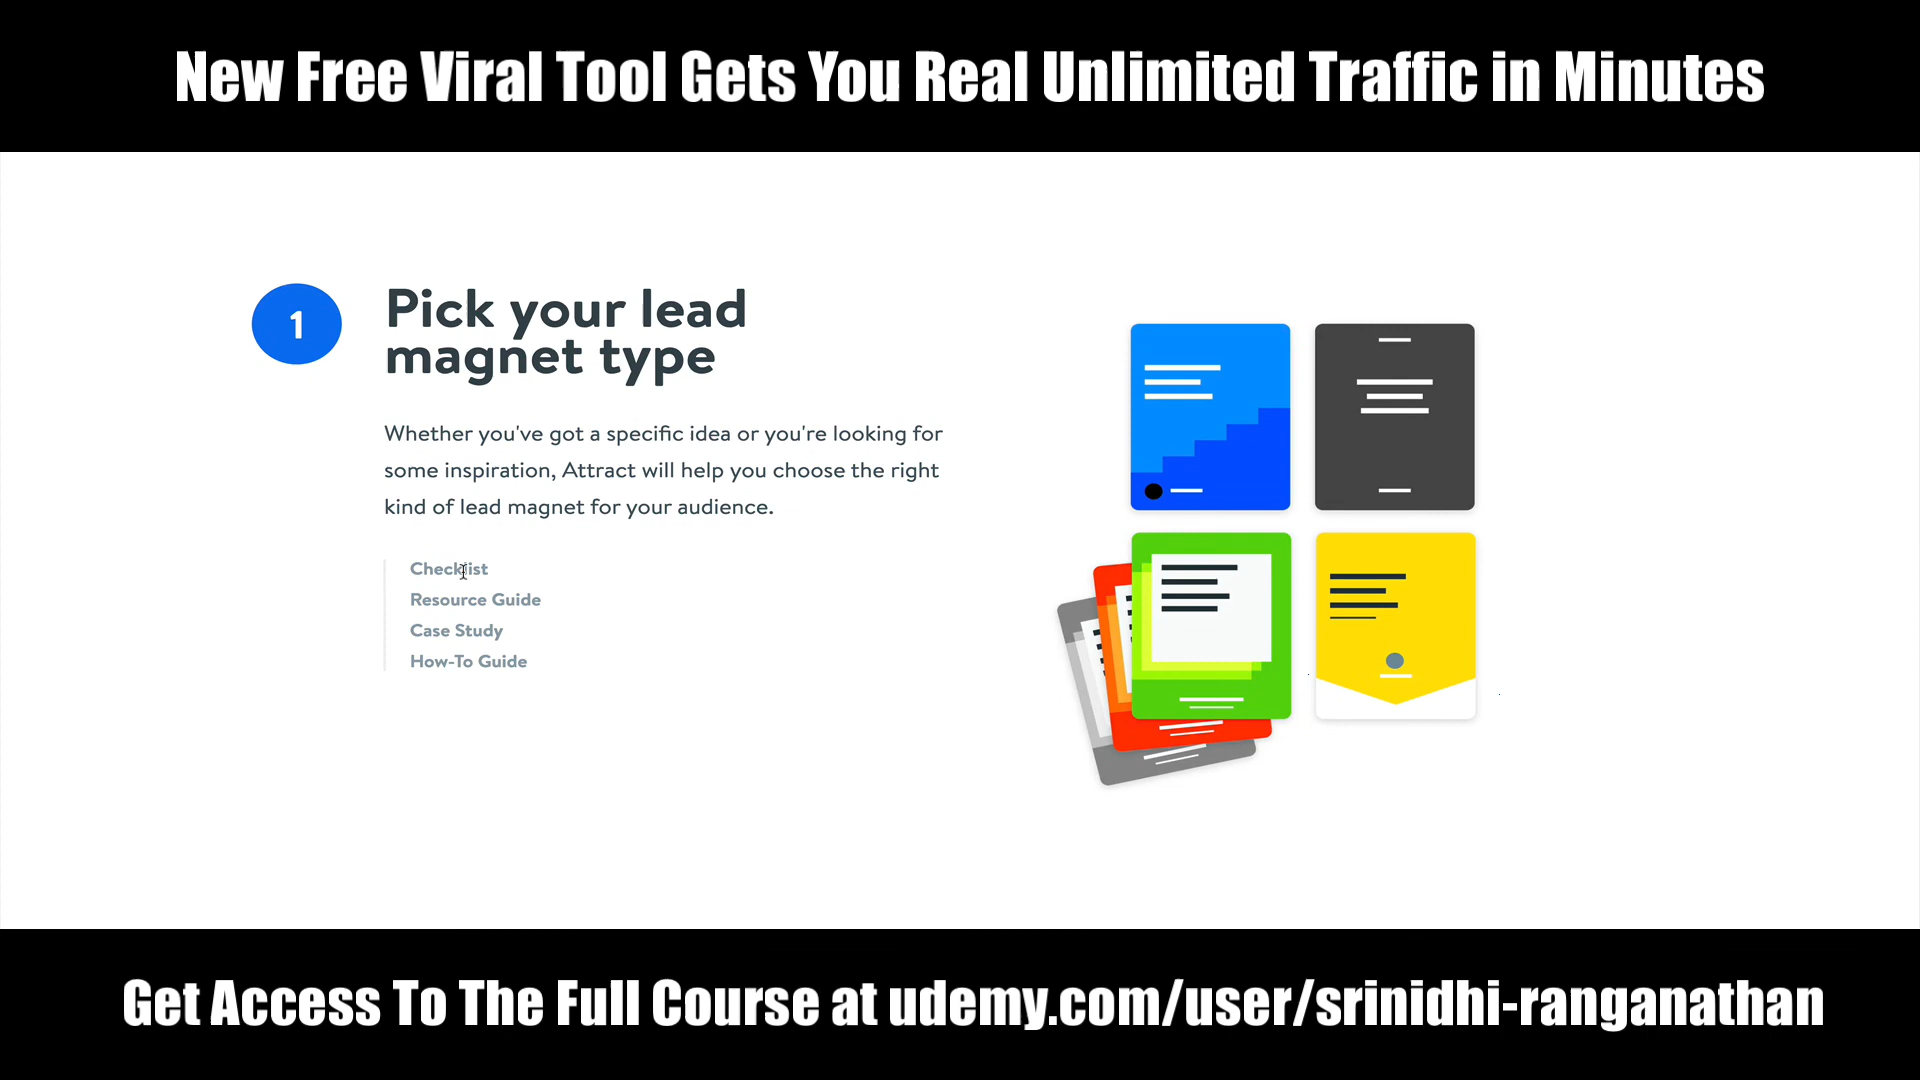 New Free Viral Tool Gets You Real Unlimited Traffic in Minutes
1
Pick your lead
magnet type
Whether you've got a specific idea or you're looking for
some inspiration, Attract will help you choose the right
kind of lead magnet for your audience.
Checklist
Resource Guide
Case Study
How-To Guide
Get Access To The Full Course at udemy.com/user/srinidhi-ranganathan